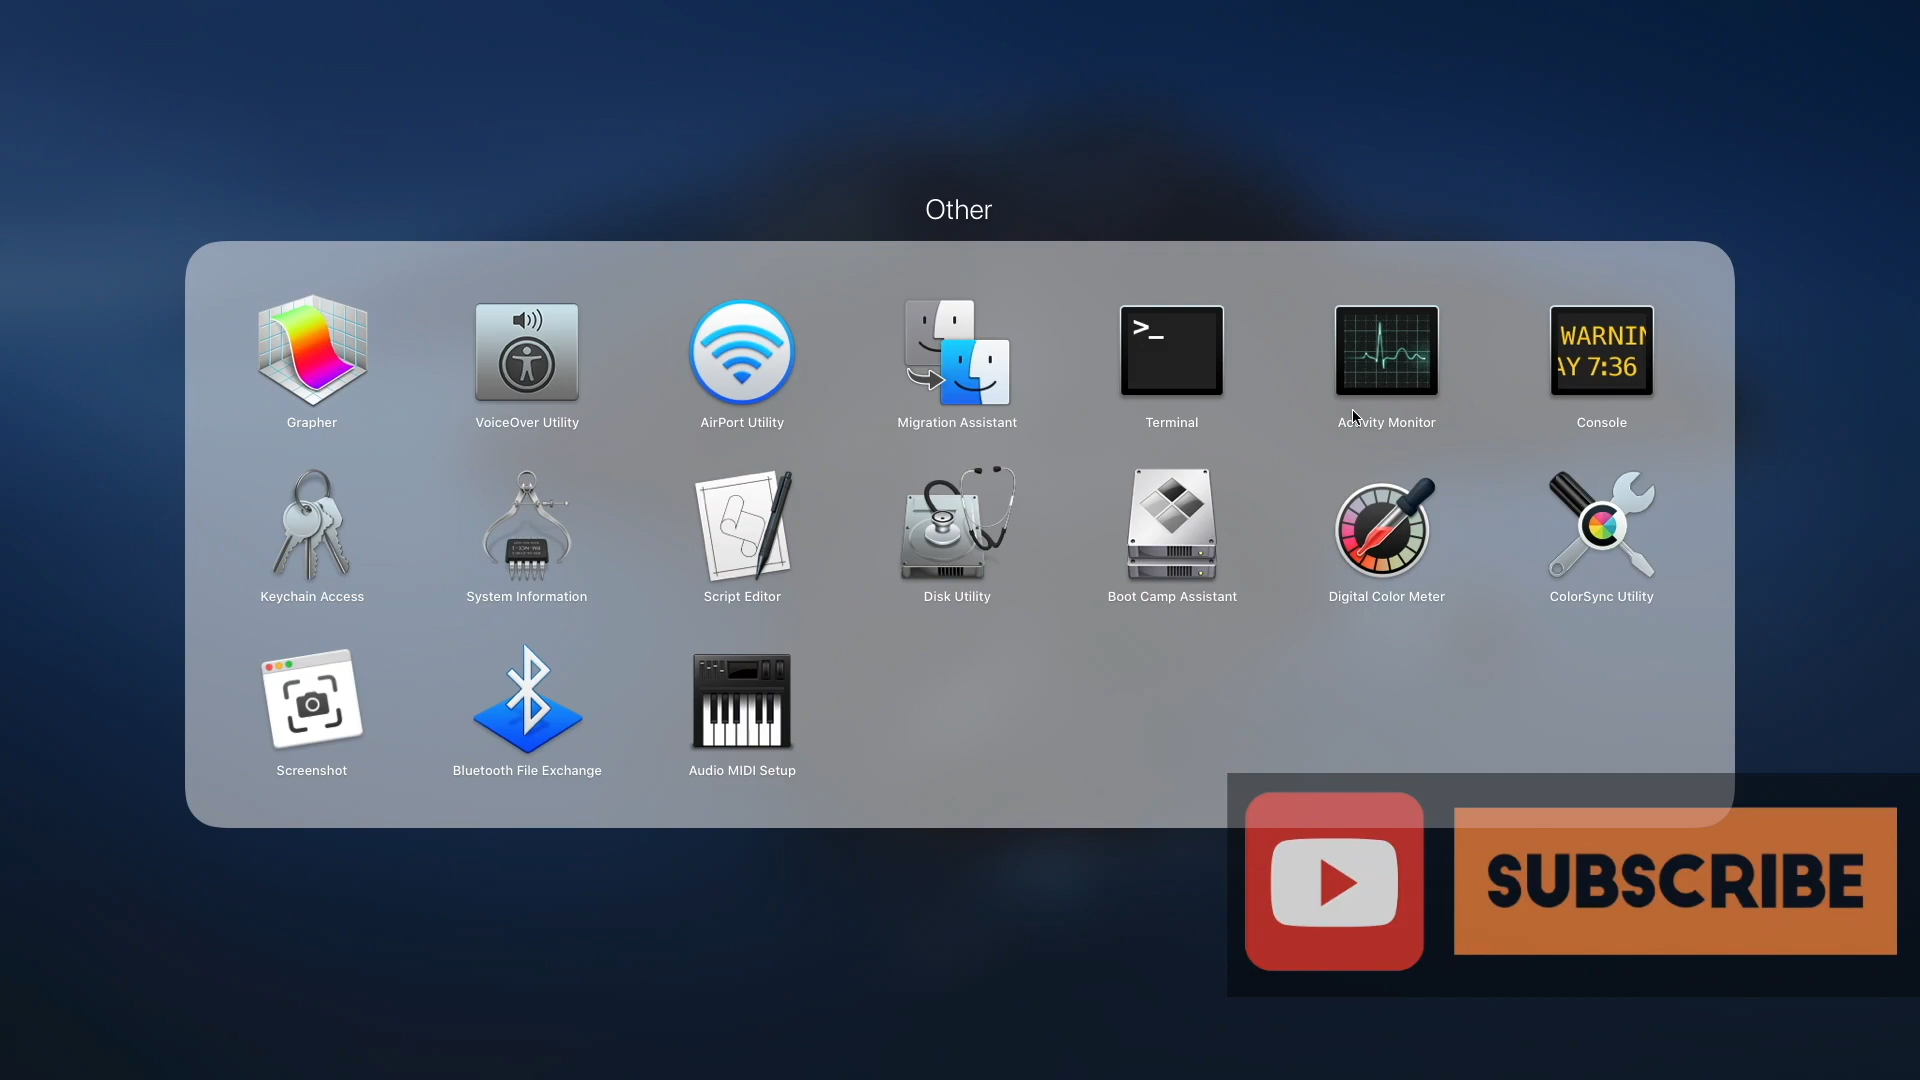 Other
>_
WARNIN
AY 7:36
Grapher
VoiceOver Utility
AirPort Utility
Migration Assistant
Terminal
Activity Monitor
Console
Keychain Access
System Information
Script Editor
Disk Utility
Boot Camp Assistant
Digital Color Meter
ColorSync Utility
Screenshot
Bluetooth File Exchange
Audio MIDI Setup
SUBSCRIBE